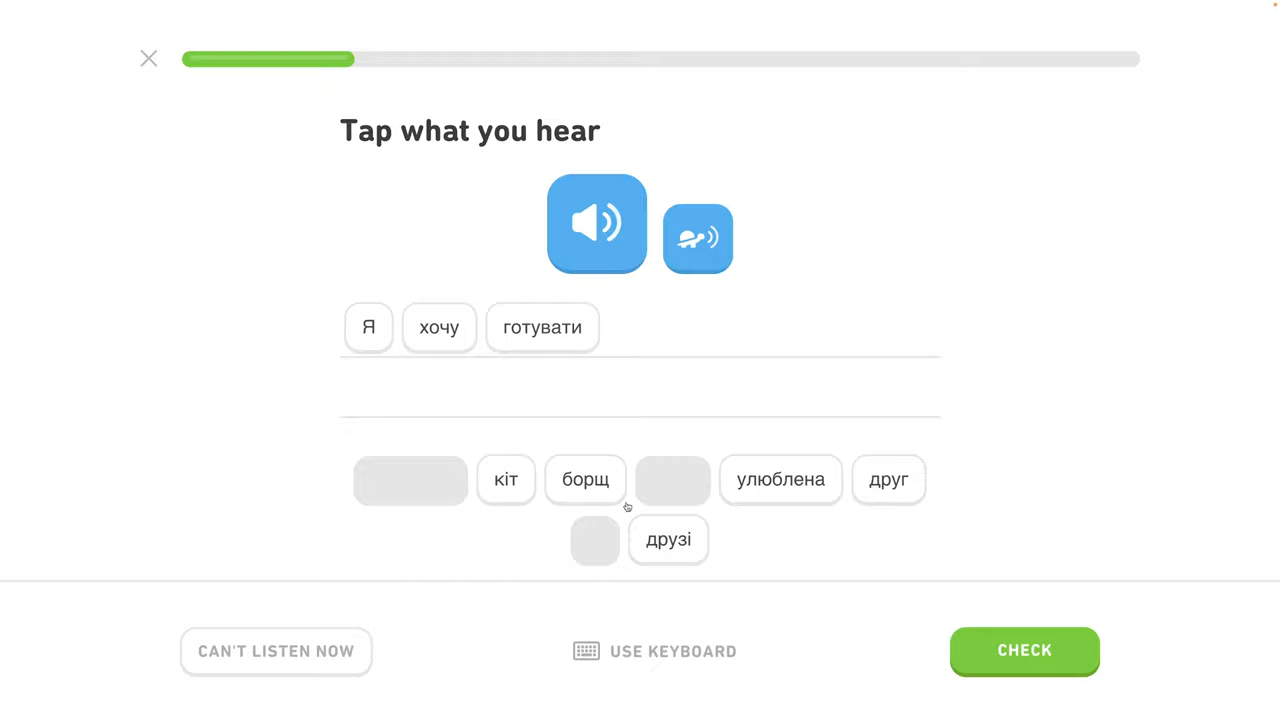 Tap what you hear
Я хочу готувати
кіт борщ улюблена друг
друзі
CAN'T LISTEN NOW USE KEYBOARD CHECK